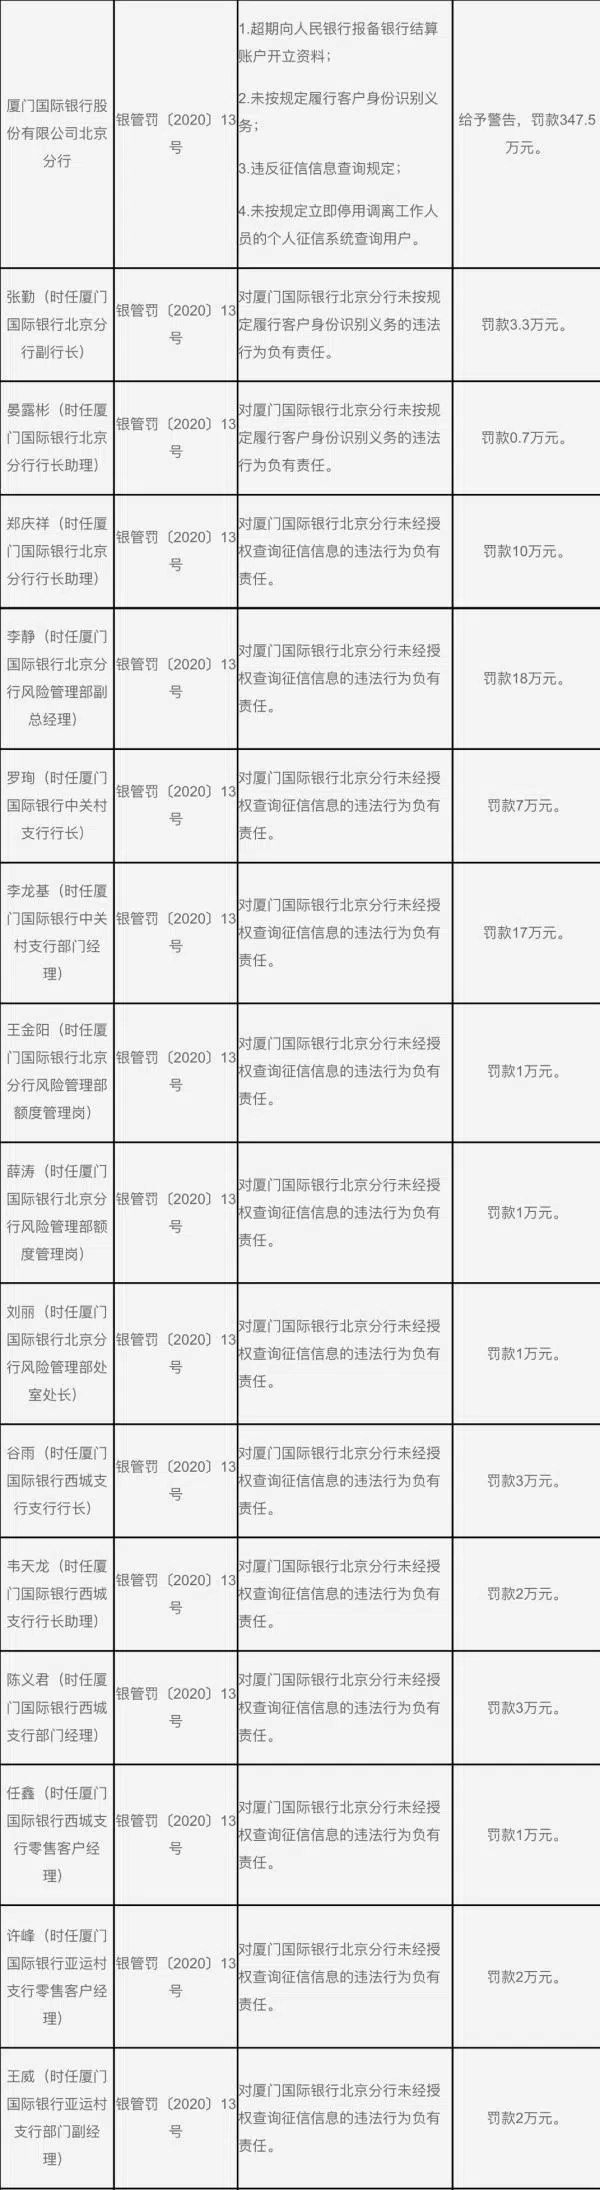 厦门国际银行股
份有限公司北京
分行
银管罚〔2020〕13
号
1.超期向人民银行报备银行结算
账户开立资料；
2.未按规定履行客户身份识别义
务；
3.违反征信信息查询规定；
4.未按规定立即停用调离工作人
员的个人征信系统查询用户。
给予警告，罚款347.5
万元。
张勤（时任厦门
国际银行北京分
行副行长）
银管罚〔2020〕13
号
对厦门国际银行北京分行未按规
定履行客户身份识别义务的违法
行为负有责任。
罚款3.3万元。
晏露彬（时任厦
门国际银行北京
分行行长助理）
银管罚〔2020〕13
号
对厦门国际银行北京分行未按规
定履行客户身份识别义务的违法
行为负有责任。
罚款0.7万元。
郑庆祥（时任厦
门国际银行北京
分行行长助理）
银管罚〔2020〕13
号
对厦门国际银行北京分行未经授
权查询征信信息的违法行为负有
责任。
罚款10万元。
李静（时任厦门
国际银行北京分
行风险管理部副
总经理）
银管罚〔2020〕13
号
对厦门国际银行北京分行未经授
权查询征信信息的违法行为负有
责任。
罚款18万元。
罗珣（时任厦门
国际银行中关村
支行行长）
银管罚〔2020〕13
号
对厦门国际银行北京分行未经授
权查询征信信息的违法行为负有
责任。
罚款7万元。
李龙基（时任厦
门国际银行中关
村支行部门经
理）
银管罚〔2020〕13
号
对厦门国际银行北京分行未经授
权查询征信信息的违法行为负有
责任。
罚款17万元。
王金阳（时任厦
门国际银行北京
分行风险管理部
额度管理岗）
银管罚〔2020〕13
号
对厦门国际银行北京分行未经授
权查询征信信息的违法行为负有
责任。
罚款1万元。
薛涛（时任厦门
国际银行北京分
行风险管理部额
度管理岗）
银管罚〔2020〕13
号
对厦门国际银行北京分行未经授
权查询征信信息的违法行为负有
责任。
罚款1万元。
刘丽（时任厦门
国际银行北京分
行风险管理部处
室处长）
银管罚〔2020〕13
号
对厦门国际银行北京分行未经授
权查询征信信息的违法行为负有
责任。
罚款1万元。
谷雨（时任厦门
国际银行西城支
行支行行长）
银管罚〔2020〕13
号
对厦门国际银行北京分行未经授
权查询征信信息的违法行为负有
责任。
罚款3万元。
韦天龙（时任厦
门国际银行西城
支行行长助理）
银管罚〔2020〕13
号
对厦门国际银行北京分行未经授
权查询征信信息的违法行为负有
责任。
罚款2万元。
陈义君（时任厦
门国际银行西城
支行部门经理）
银管罚〔2020〕13
号
对厦门国际银行北京分行未经授
权查询征信信息的违法行为负有
责任。
罚款3万元。
任鑫（时任厦门
国际银行西城支
行零售客户经
理）
银管罚〔2020〕13
号
对厦门国际银行北京分行未经授
权查询征信信息的违法行为负有
责任。
罚款1万元。
许峰（时任厦门
国际银行亚运村
支行零售客户经
理）
银管罚〔2020〕13
号
对厦门国际银行北京分行未经授
权查询征信信息的违法行为负有
责任。
罚款2万元。
王威（时任厦门
国际银行亚运村
支行部门副经
理）
银管罚〔2020〕13
号
对厦门国际银行北京分行未经授
权查询征信信息的违法行为负有
责任。
罚款2万元。